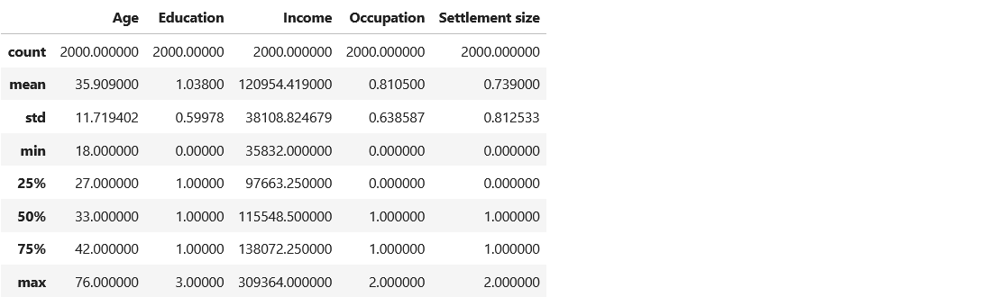 Age Education Income Occupation Settlement size
count 2000.000000 2000.00000 2000.000000 2000.000000 2000.000000
mean 35.909000 1.03800 120954.419000 0.810500 0.739000
std 11.719402 0.59978 38108.824679 0.638587 0.812533
min 18.000000 0.00000 35832.000000 0.000000 0.000000
25% 27.000000 1.00000 97663.250000 0.000000 0.000000
50% 33.000000 1.00000 115548.500000 1.000000 1.000000
75% 42.000000 1.00000 138072.250000 1.000000 1.000000
max 76.000000 3.00000 309364.000000 2.000000 2.000000